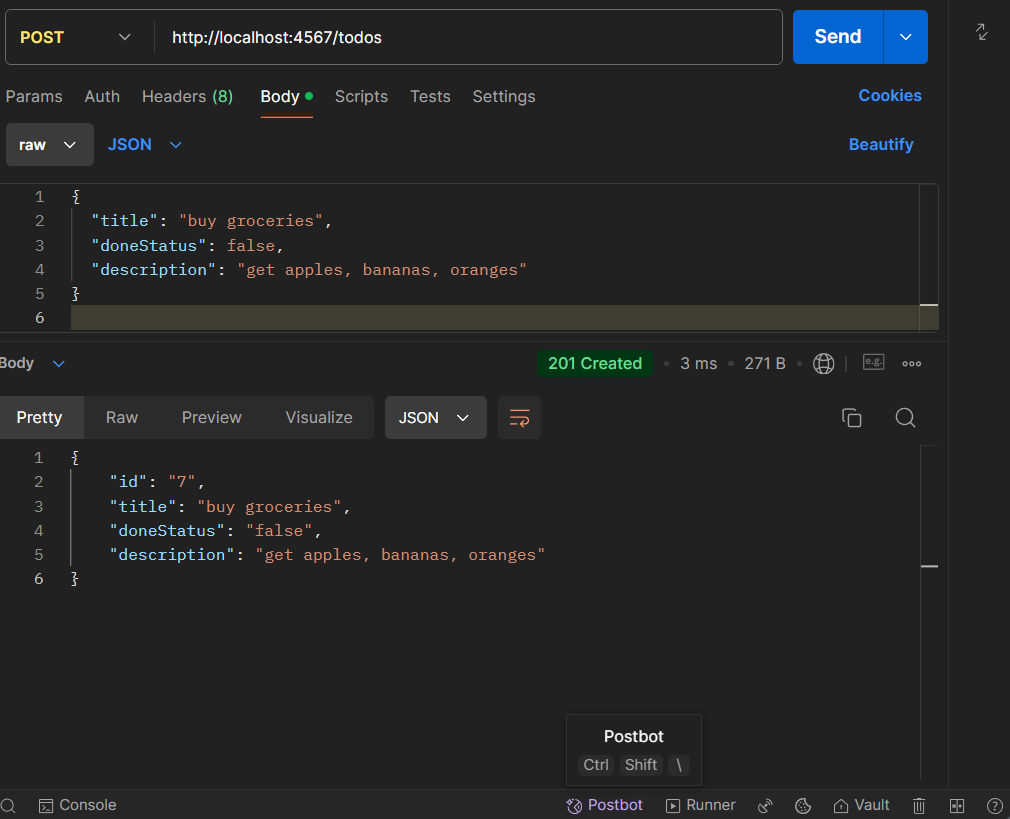 POST http://localhost:4567/todos Send
Params Auth Headers (8) Body Scripts Tests Settings Cookies
raw JSON Beautify
1 {
2 "title": "buy groceries",
3 "doneStatus": false,
4 "description": "get apples, bananas, oranges"
5 }
6
Body 201 Created 3 ms 271 B e.g.
Pretty Raw Preview Visualize JSON
1 {
2 "id": "7",
3 "title": "buy groceries",
4 "doneStatus": "false",
5 "description": "get apples, bananas, oranges"
6 }
Postbot
Ctrl Shift \
Console Postbot Runner Vault